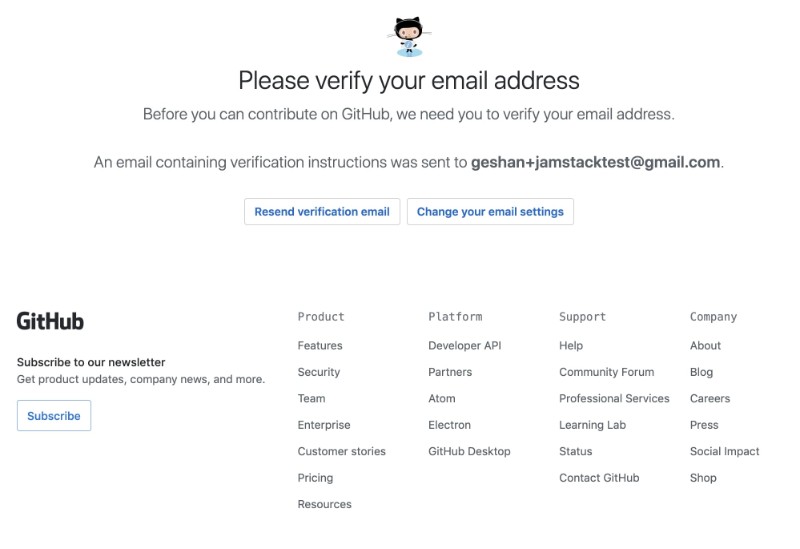 Please verify your email address
Before you can contribute on GitHub, we need you to verify your email address.
An email containing verification instructions was sent to geshan+jamstacktest@gmail.com.
Resend verification email
Change your email settings
GitHub
Subscribe to our newsletter
Get product updates, company news, and more.
Subscribe
Product
Features
Security
Team
Enterprise
Customer stories
Pricing
Resources
Platform
Developer API
Partners
Atom
Electron
GitHub Desktop
Support
Help
Community Forum
Professional Services
Learning Lab
Status
Contact GitHub
Company
About
Blog
Careers
Press
Social Impact
Shop